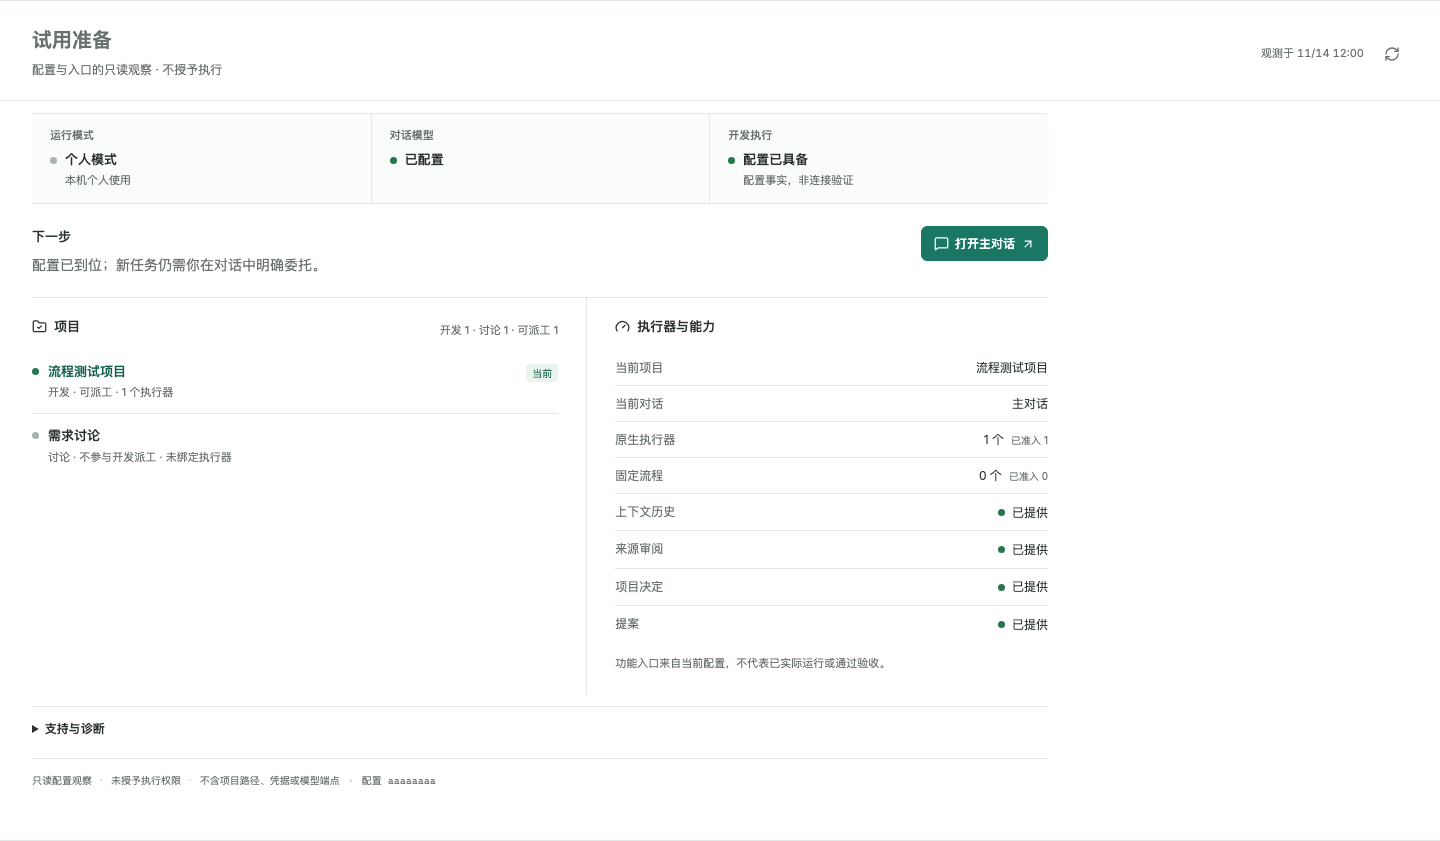 试用准备
配置与入口的只读观察 · 不授予执行
观测于 11/14 12:00
运行模式
个人模式
本机个人使用
对话模型
已配置
开发执行
配置已具备
配置事实，非连接验证
下一步
配置已到位；新任务仍需你在对话中明确委托。
打开主对话
项目
开发 1 · 讨论 1 · 可派工 1
流程测试项目
当前
开发 · 可派工 · 1 个执行器
需求讨论
讨论 · 不参与开发派工 · 未绑定执行器
执行器与能力
当前项目 流程测试项目
当前对话 主对话
原生执行器 1 个 已准入 1
固定流程 0 个 已准入 0
上下文历史 已提供
来源审阅 已提供
项目决定 已提供
提案 已提供
功能入口来自当前配置，不代表已实际运行或通过验收。
支持与诊断
只读配置观察 · 未授予执行权限 · 不含项目路径、凭据或模型端点 · 配置 aaaaaaaa